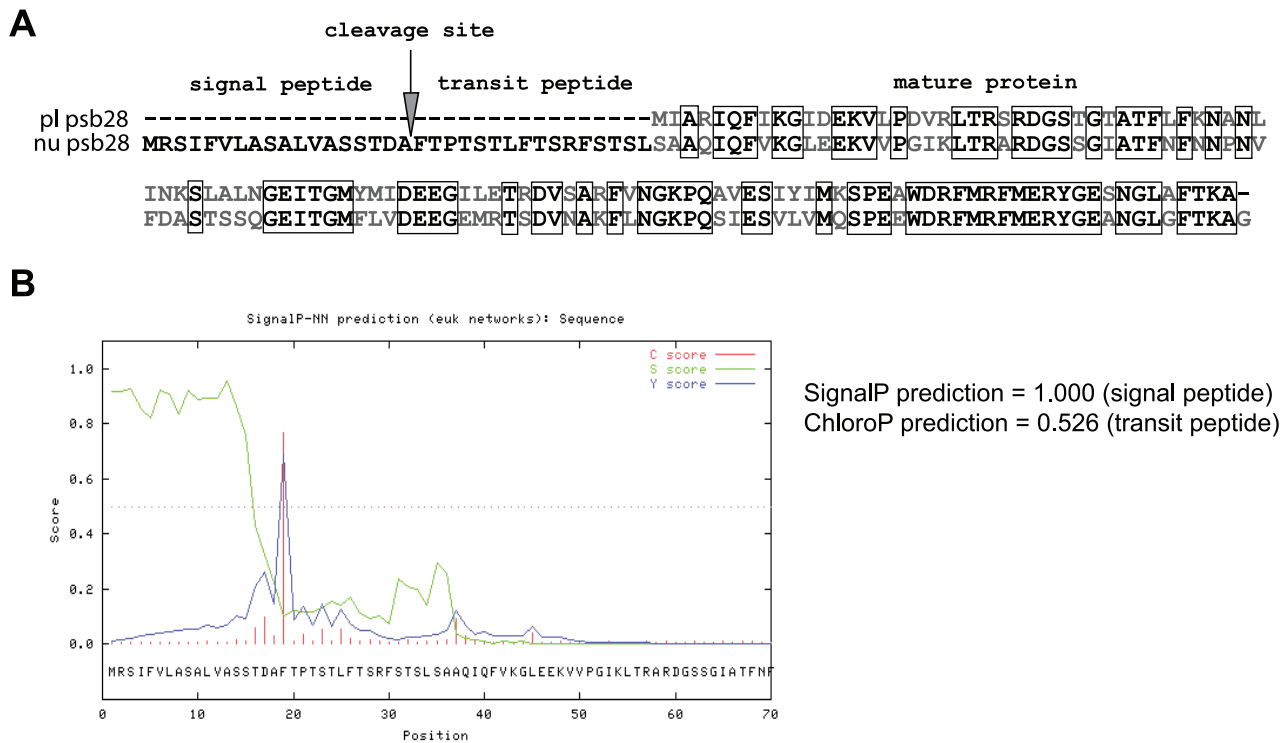 A
cleavage site
signal peptide transit peptide mature protein
pl psb28 ----------------------------------MIARIQFIKGIDEKVLPDVRLTRSRDGSTGTATFLFKNANL
nu psb28 MRSIFVLASALVASSTDAFTPTSTLFTSRFSTSLSAAQIQFVKGLEEKVVPGIKLTRARDGSSGIATFNFNNPNV
INKSLALNGEITGMYMIDEEGILETRDVSARFVNGKPQAVESIYIMKSPEAWDRFMRFMERYGESNGLAFTKA-
FDASTSSQGEITGMFLVDEEGEMRTSDVNAKFLNGKPQSIESVLVMQSPEEWDRFMRFMERYGEANGLGFTKAG
B
SignalP-NN prediction (euk networks): Sequence
C score
S score
Y score
1.0
0.8
0.6
0.4
0.2
0.0
Score
MRSIFVLASALVASSTDAFTPTSTLFTSRFSTSLSAAQIQFVKGLEEKVVPGIKLTRARDGSSGIATFNF
0 10 20 30 40 50 60 70
Position
SignalP prediction = 1.000 (signal peptide)
ChloroP prediction = 0.526 (transit peptide)